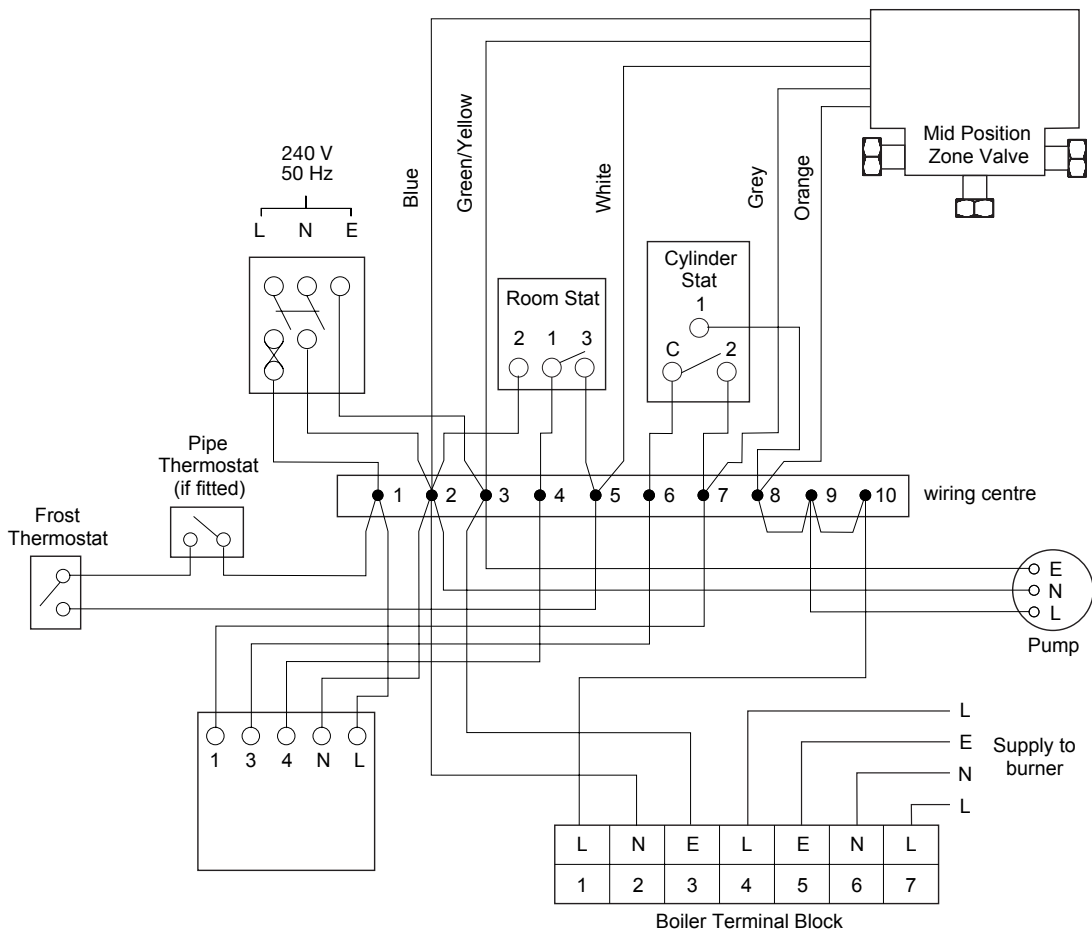 Mid Position
Zone Valve
240 V
50 Hz
L N E
Blue
Green/Yellow
White
Grey
Orange
Cylinder
Stat
1
C 2
Room Stat
2 1 3
Pipe
Thermostat
(if fitted)
Frost
Thermostat
1 2 3 4 5 6 7 8 9 10
wiring centre
E
N
L
Pump
1 3 4 N L
L
E
N
L
Supply to
burner
L N E L E N L
1 2 3 4 5 6 7
Boiler Terminal Block